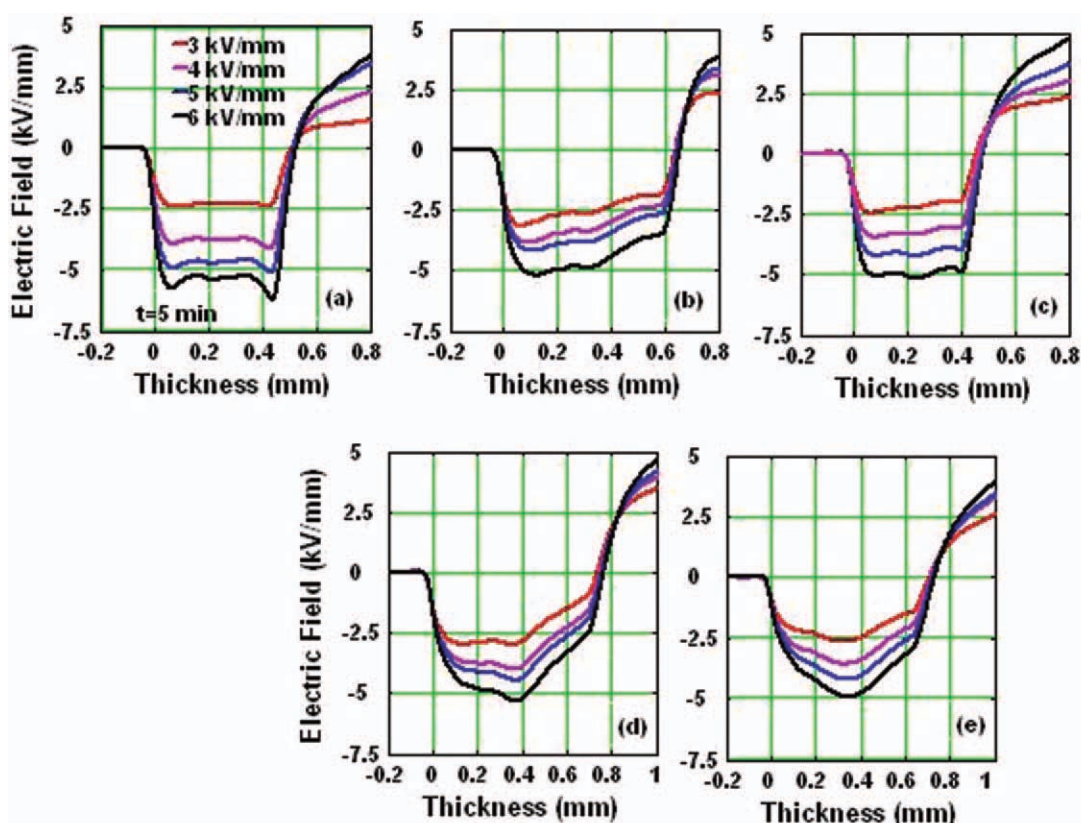 5
2.5
0
-2.5
-5
-7.5
Electric Field (kV/mm)
3 kV/mm
4 kV/mm
5 kV/mm
6 kV/mm
t=5 min
(a)
-0.2 0 0.2 0.4 0.6 0.8
Thickness (mm)
5
2.5
0
-2.5
-5
-7.5
(b)
-0.2 0 0.2 0.4 0.6 0.8
Thickness (mm)
5
2.5
0
-2.5
-5
-7.5
(c)
-0.2 0 0.2 0.4 0.6 0.8
Thickness (mm)
5
2.5
0
-2.5
-5
-7.5
Electric Field (kV/mm)
(d)
-0.2 0 0.2 0.4 0.6 0.8 1
Thickness (mm)
5
2.5
0
-2.5
-5
-7.5
(e)
-0.2 0 0.2 0.4 0.6 0.8 1
Thickness (mm)